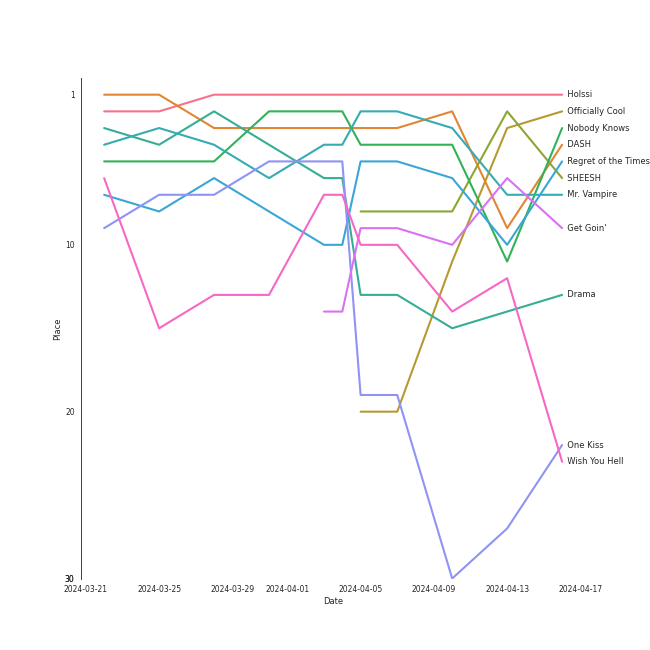 1
Holssi
Officially Cool
Nobody Knows
DASH
Regret of the Times
SHEESH
Mr. Vampire
Get Goin'
10
Drama
Place
20
One Kiss
Wish You Hell
30
2024-03-21 2024-03-25 2024-03-29 2024-04-01 2024-04-05 2024-04-09 2024-04-13 2024-04-17
Date